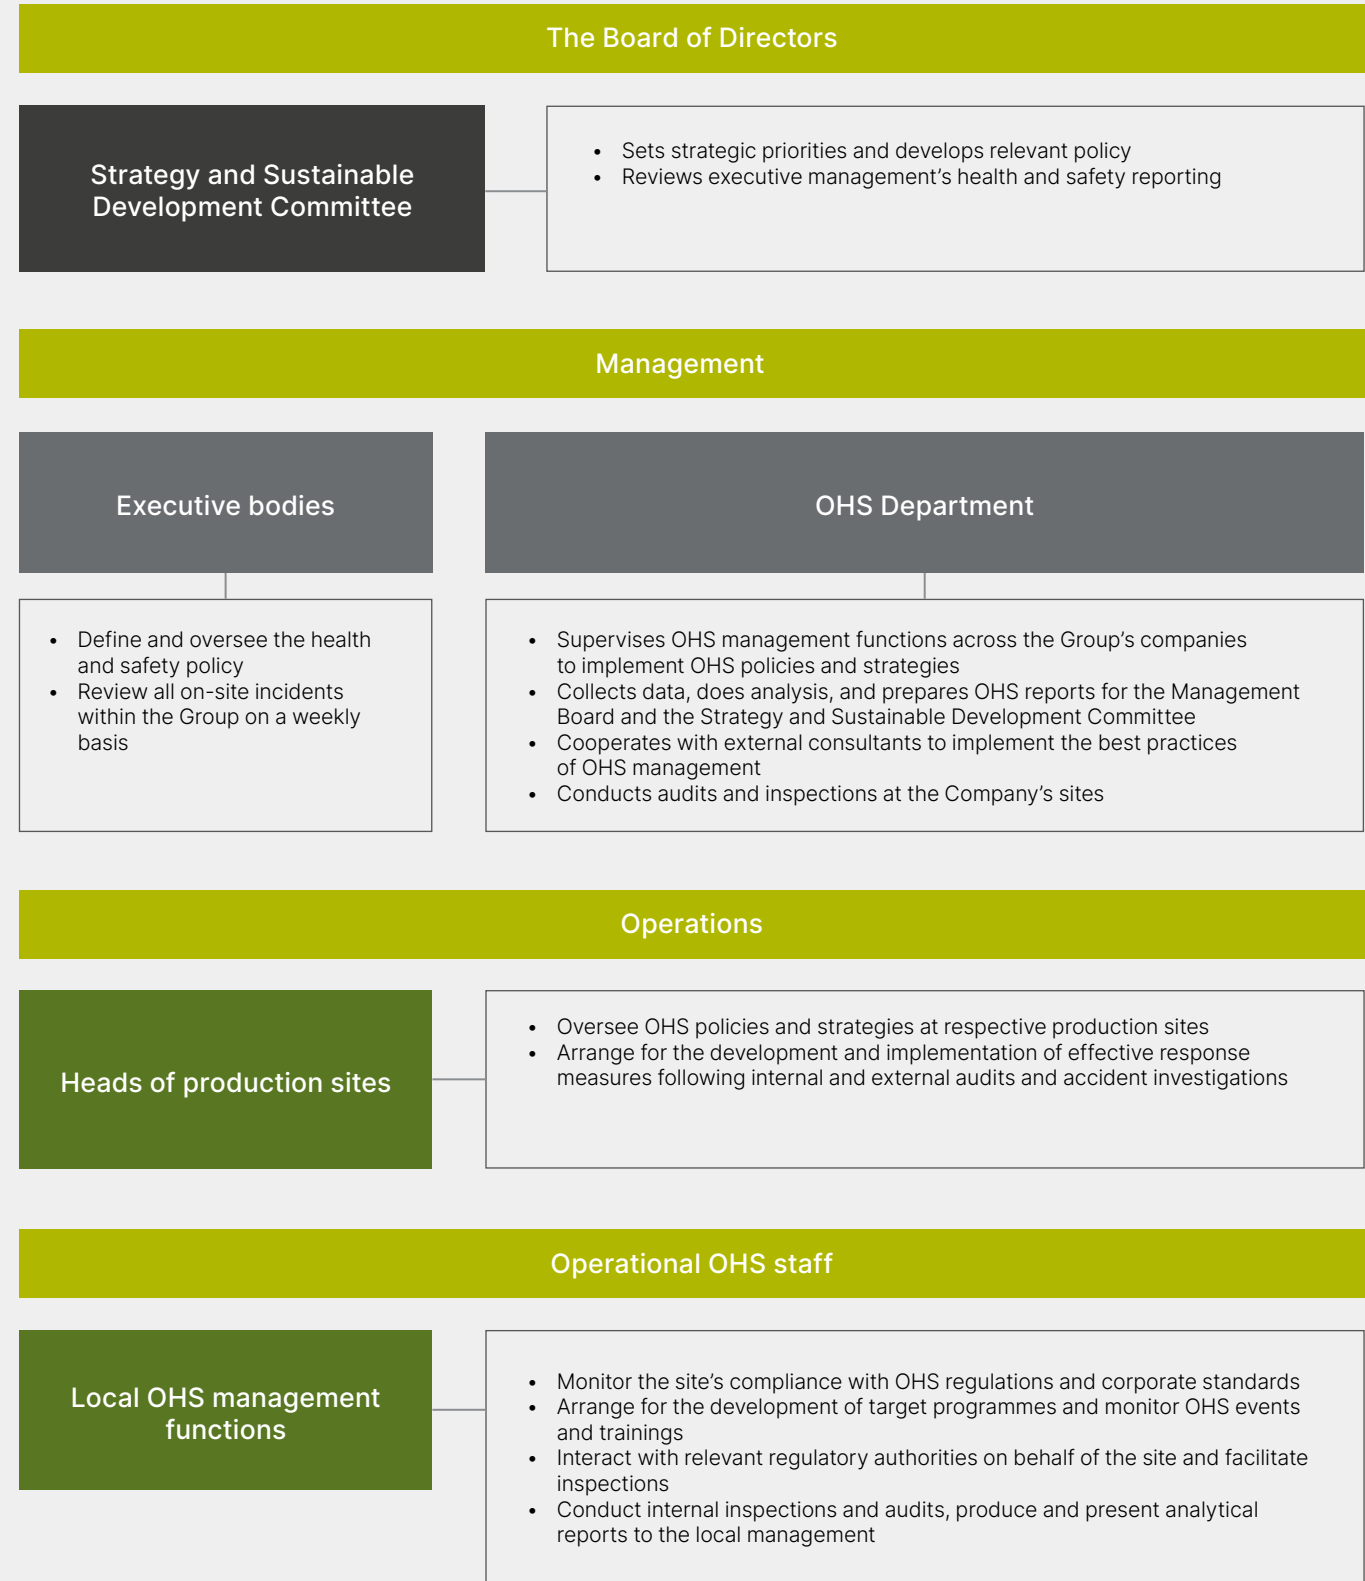 The Board of Directors
Strategy and Sustainable
Development Committee
• Sets strategic priorities and develops relevant policy
• Reviews executive management's health and safety reporting
Management
Executive bodies
• Define and oversee the health
and safety policy
• Review all on-site incidents
within the Group on a weekly
basis
OHS Department
• Supervises OHS management functions across the Group's companies
to implement OHS policies and strategies
• Collects data, does analysis, and prepares OHS reports for the Management
Board and the Strategy and Sustainable Development Committee
• Cooperates with external consultants to implement the best practices
of OHS management
• Conducts audits and inspections at the Company's sites
Operations
Heads of production sites
• Oversee OHS policies and strategies at respective production sites
• Arrange for the development and implementation of effective response
measures following internal and external audits and accident investigations
Operational OHS staff
Local OHS management
functions
• Monitor the site's compliance with OHS regulations and corporate standards
• Arrange for the development of target programmes and monitor OHS events
and trainings
• Interact with relevant regulatory authorities on behalf of the site and facilitate
inspections
• Conduct internal inspections and audits, produce and present analytical
reports to the local management